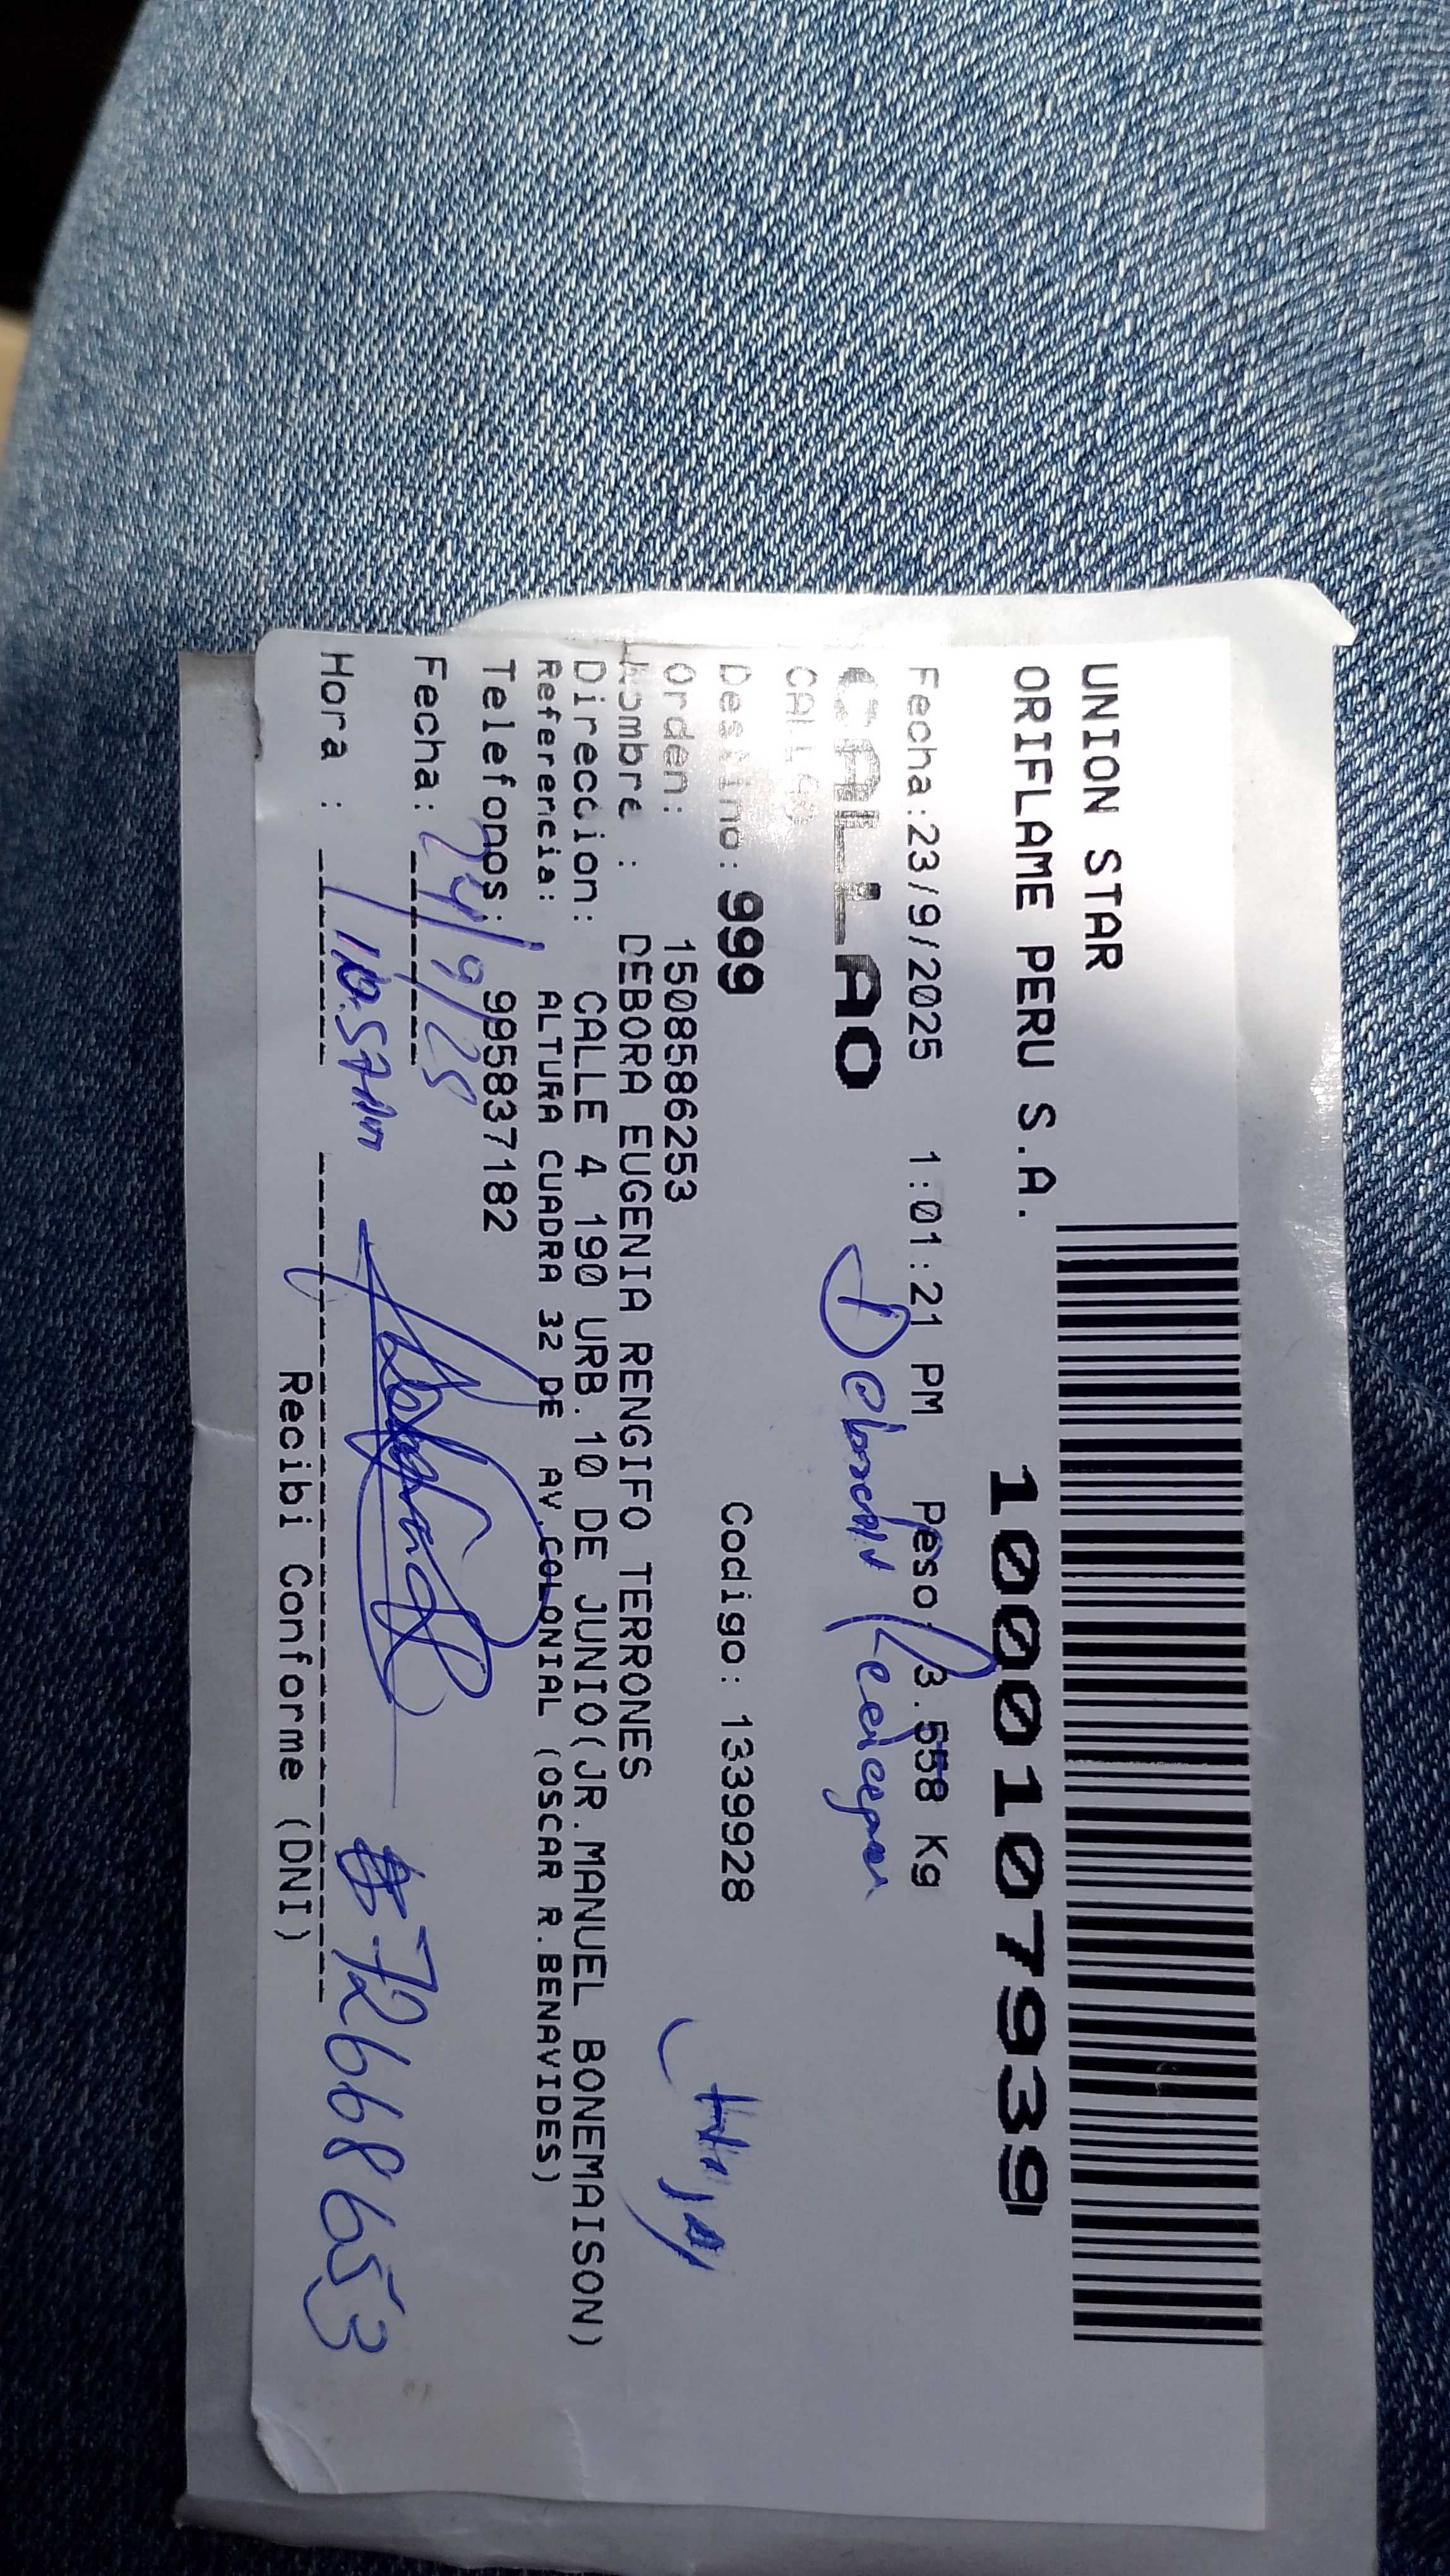 UNION STAR
ORIFLAME PERU S.A.
1000107939
Fecha:23/9/2025 1:01:21 PM Peso: 3.558 Kg
CALLAO
CALLAO
Destino: 999 Codigo: 1339928
Orden: 1508586253
Nombre : DEBORA EUGENIA RENGIFO TERRONES
Direccion: CALLE 4 190 URB.10 DE JUNIO(JR.MANUEL BONEMAISON)
Referencia: ALTURA CUADRA 32 DE AV.COLONIAL (OSCAR R.BENAVIDES)
Telefonos: 995837182
Fecha: 24/9/25
Hora : 10:57am 72668653
Recibi Conforme (DNI)